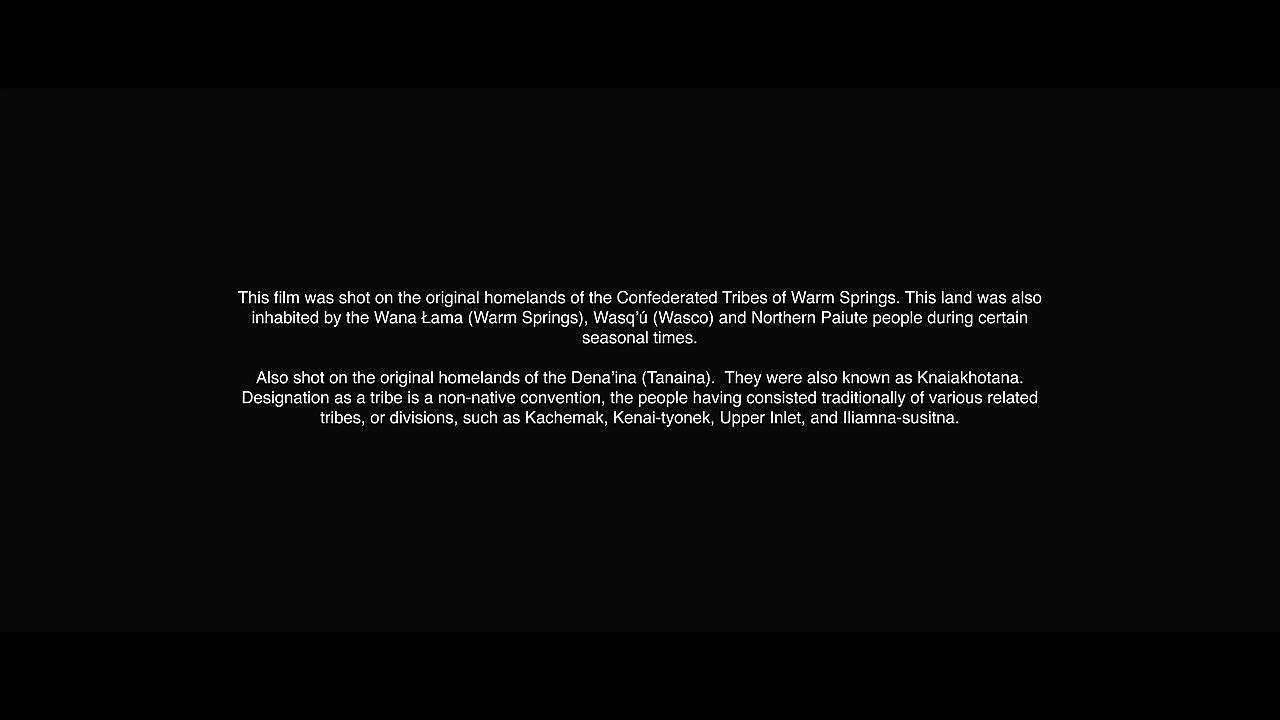 This film was shot on the original homelands of the Confederated Tribes of Warm Springs. This land was also
inhabited by the Wana Łama (Warm Springs), Wasq’ú (Wasco) and Northern Paiute people during certain
seasonal times.
Also shot on the original homelands of the Dena’ina (Tanaina).  They were also known as Knaiakhotana.
Designation as a tribe is a non-native convention, the people having consisted traditionally of various related
tribes, or divisions, such as Kachemak, Kenai-tyonek, Upper Inlet, and Iliamna-susitna.